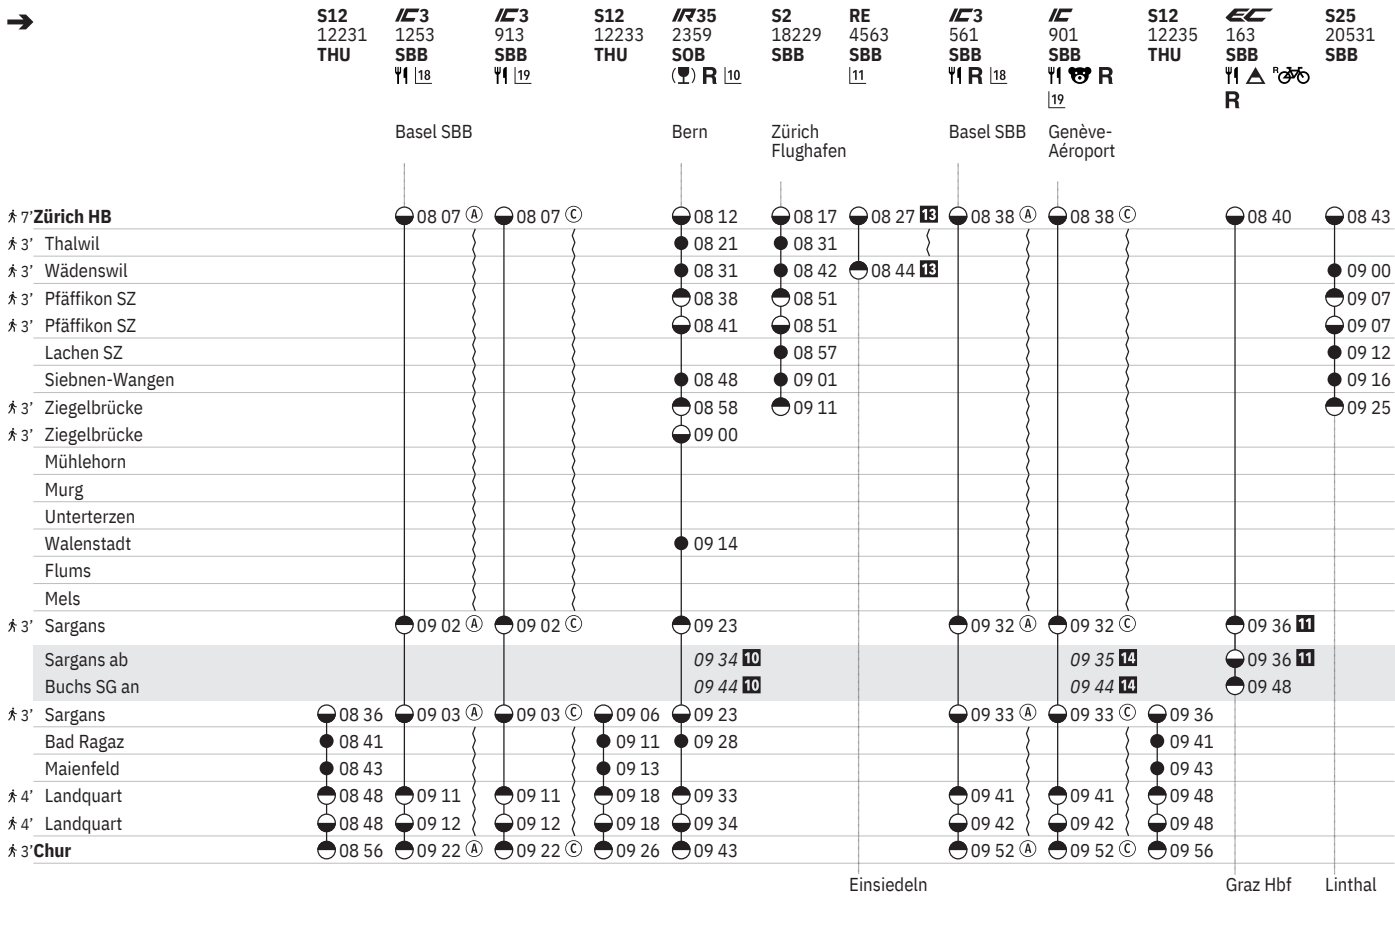 S12 IC3 IC3 S12 IR35 S2 RE IC3 IC S12 EC S25
12231 1253 913 12233 2359 18229 4563 561 901 12235 163 20531
THU SBB SBB THU SOB SBB SBB SBB SBB THU SBB SBB
18 19 R 10 11 R 18 R R
19 R
Basel SBB Bern Zürich Basel SBB Genève-
Flughafen Aéroport
7' Zürich HB 08 07 A 08 07 C 08 12 08 17 08 27 13 08 38 A 08 38 C 08 40 08 43
3' Thalwil 08 21 08 31
3' Wädenswil 08 31 08 42 08 44 13 09 00
3' Pfäffikon SZ 08 38 08 51 09 07
3' Pfäffikon SZ 08 41 08 51 09 07
Lachen SZ 08 57 09 12
Siebnen-Wangen 08 48 09 01 09 16
3' Ziegelbrücke 08 58 09 11 09 25
3' Ziegelbrücke 09 00
Mühlehorn
Murg
Unterterzen
Walenstadt 09 14
Flums
Mels
3' Sargans 09 02 A 09 02 C 09 23 09 32 A 09 32 C 09 36 11
Sargans ab 09 34 10 09 35 14 09 36 11
Buchs SG an 09 44 10 09 44 14 09 48
3' Sargans 08 36 09 03 A 09 03 C 09 06 09 23 09 33 A 09 33 C 09 36
Bad Ragaz 08 41 09 11 09 28 09 41
Maienfeld 08 43 09 13 09 43
4' Landquart 08 48 09 11 09 11 09 18 09 33 09 41 09 41 09 48
4' Landquart 08 48 09 12 09 12 09 18 09 34 09 42 09 42 09 48
3' Chur 08 56 09 22 A 09 22 C 09 26 09 43 09 52 A 09 52 C 09 56
Einsiedeln Graz Hbf Linthal